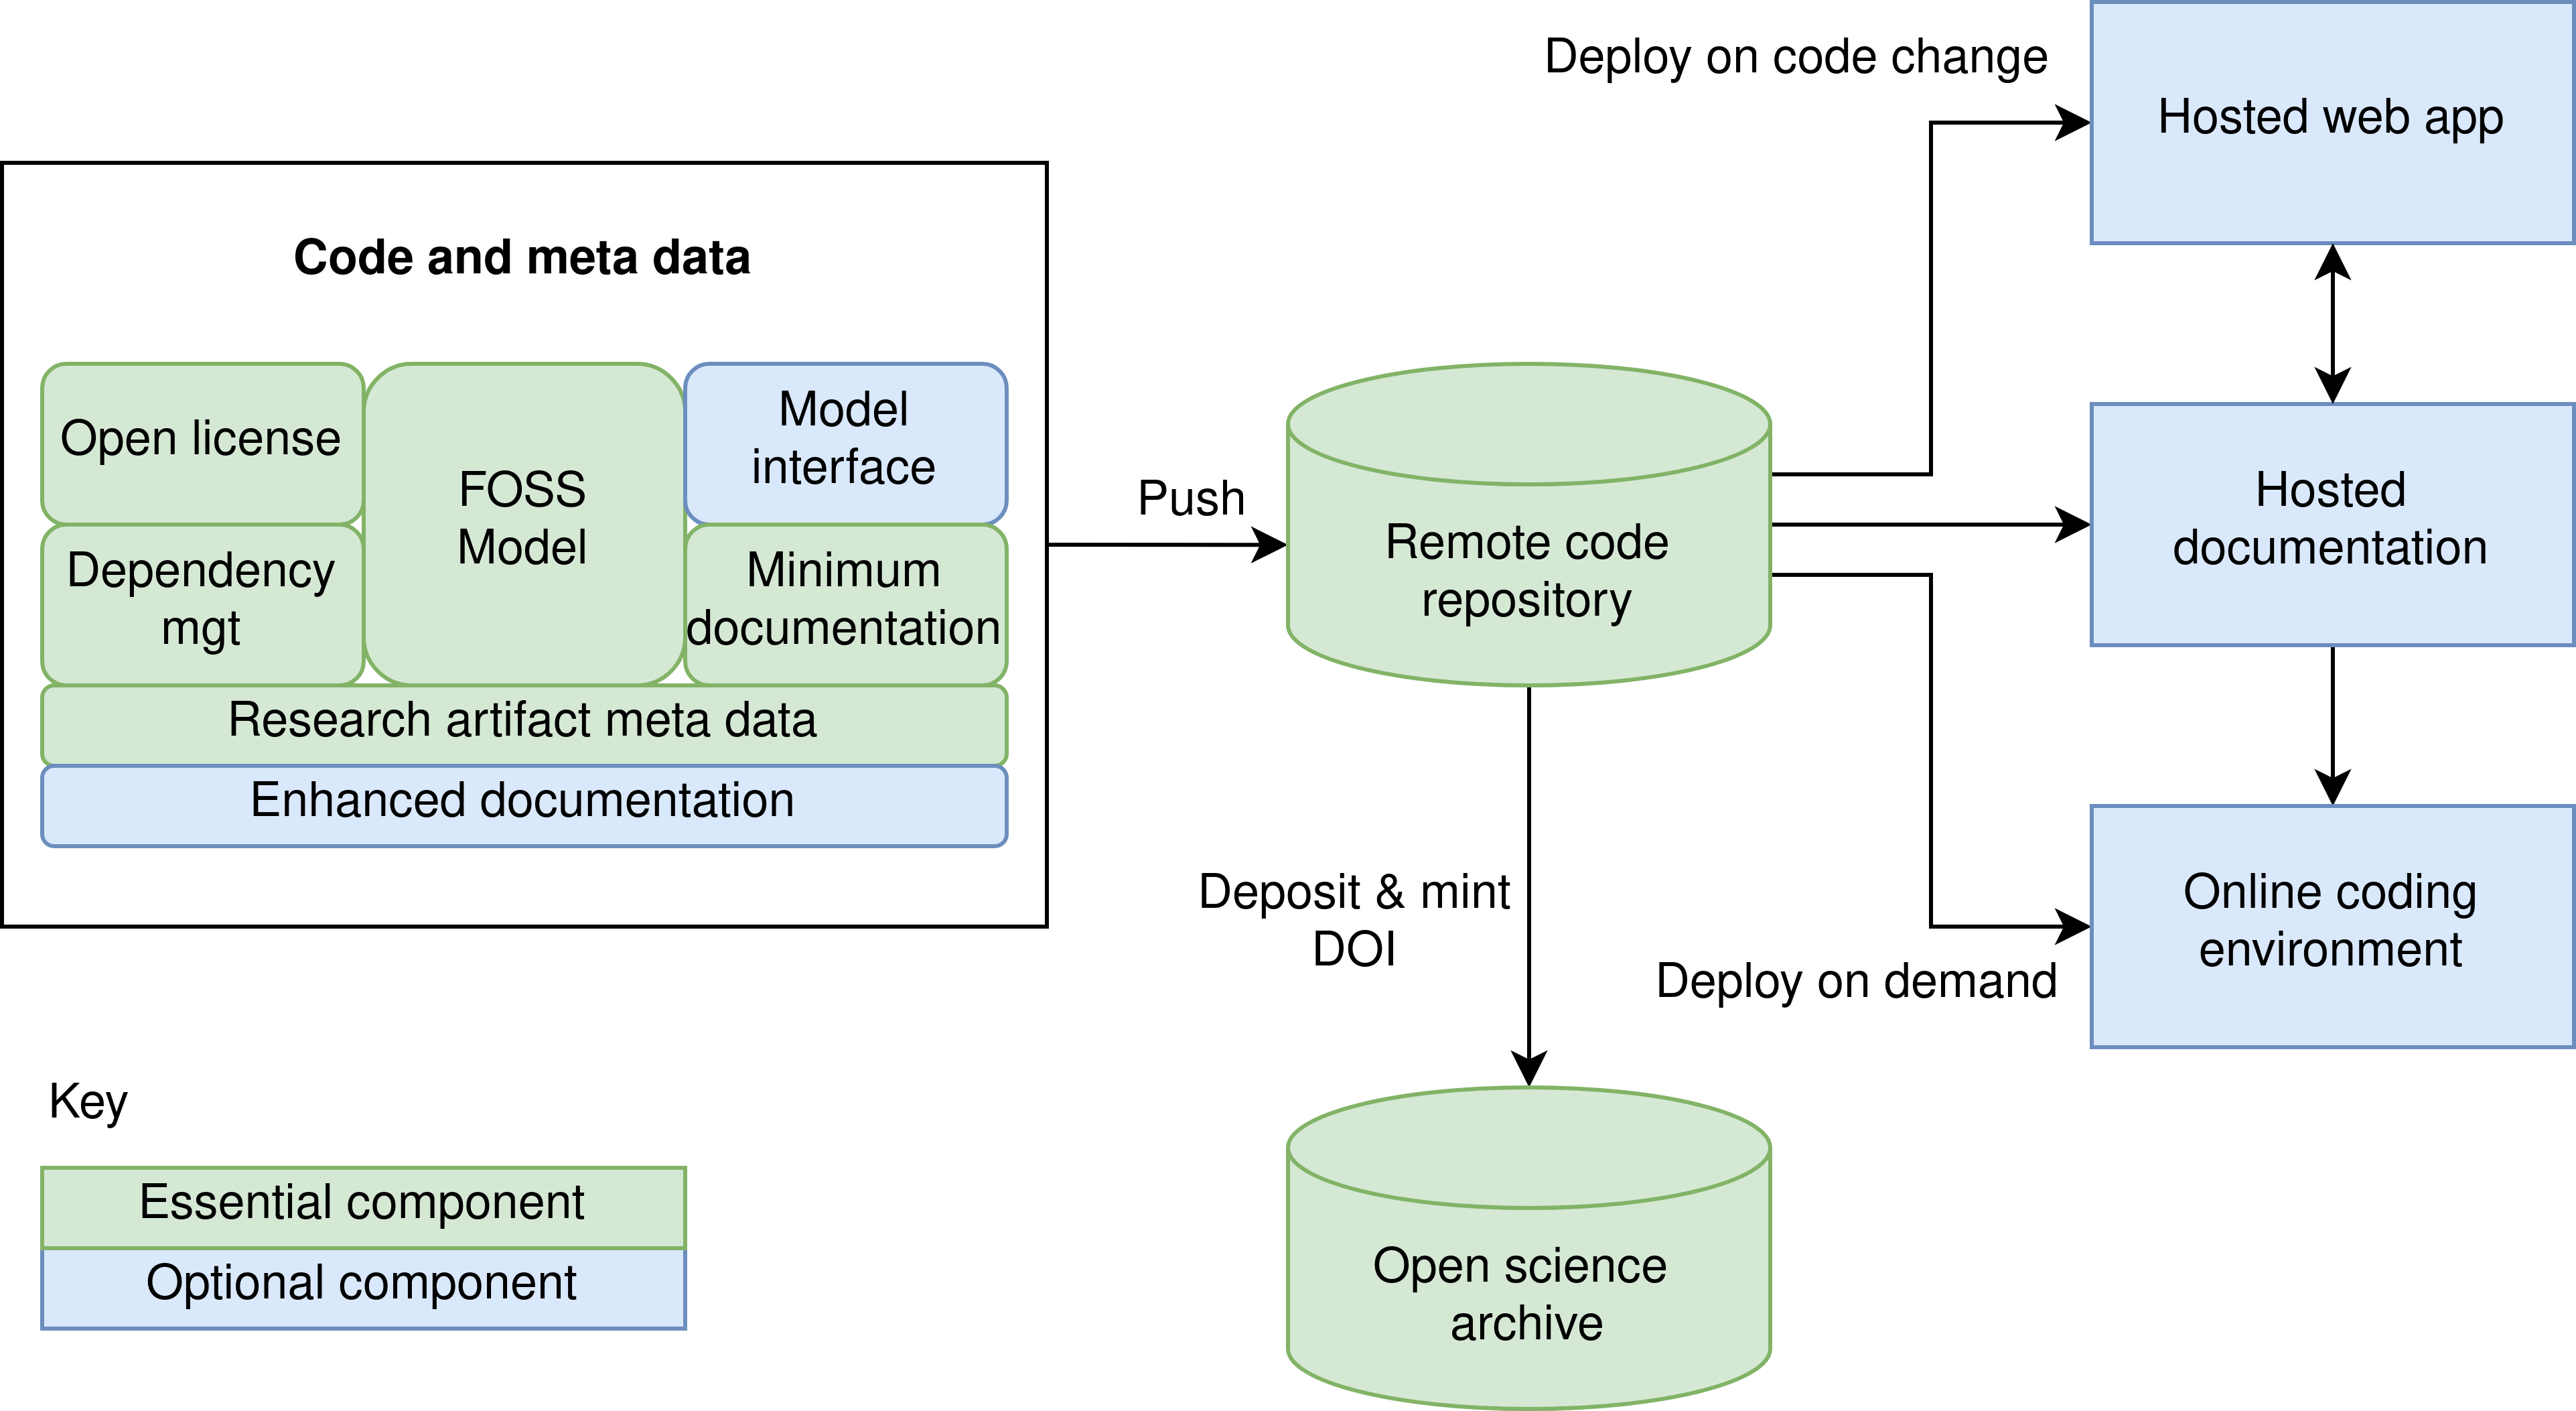 Deploy on code change
Hosted web app
Code and meta data
Open license
FOSS
Model
Model
interface
Dependency
mgt
Minimum
documentation
Research artifact meta data
Enhanced documentation
Push
Remote code
repository
Hosted
documentation
Deposit & mint
DOI
Deploy on demand
Online coding
environment
Open science
archive
Key
Essential component
Optional component